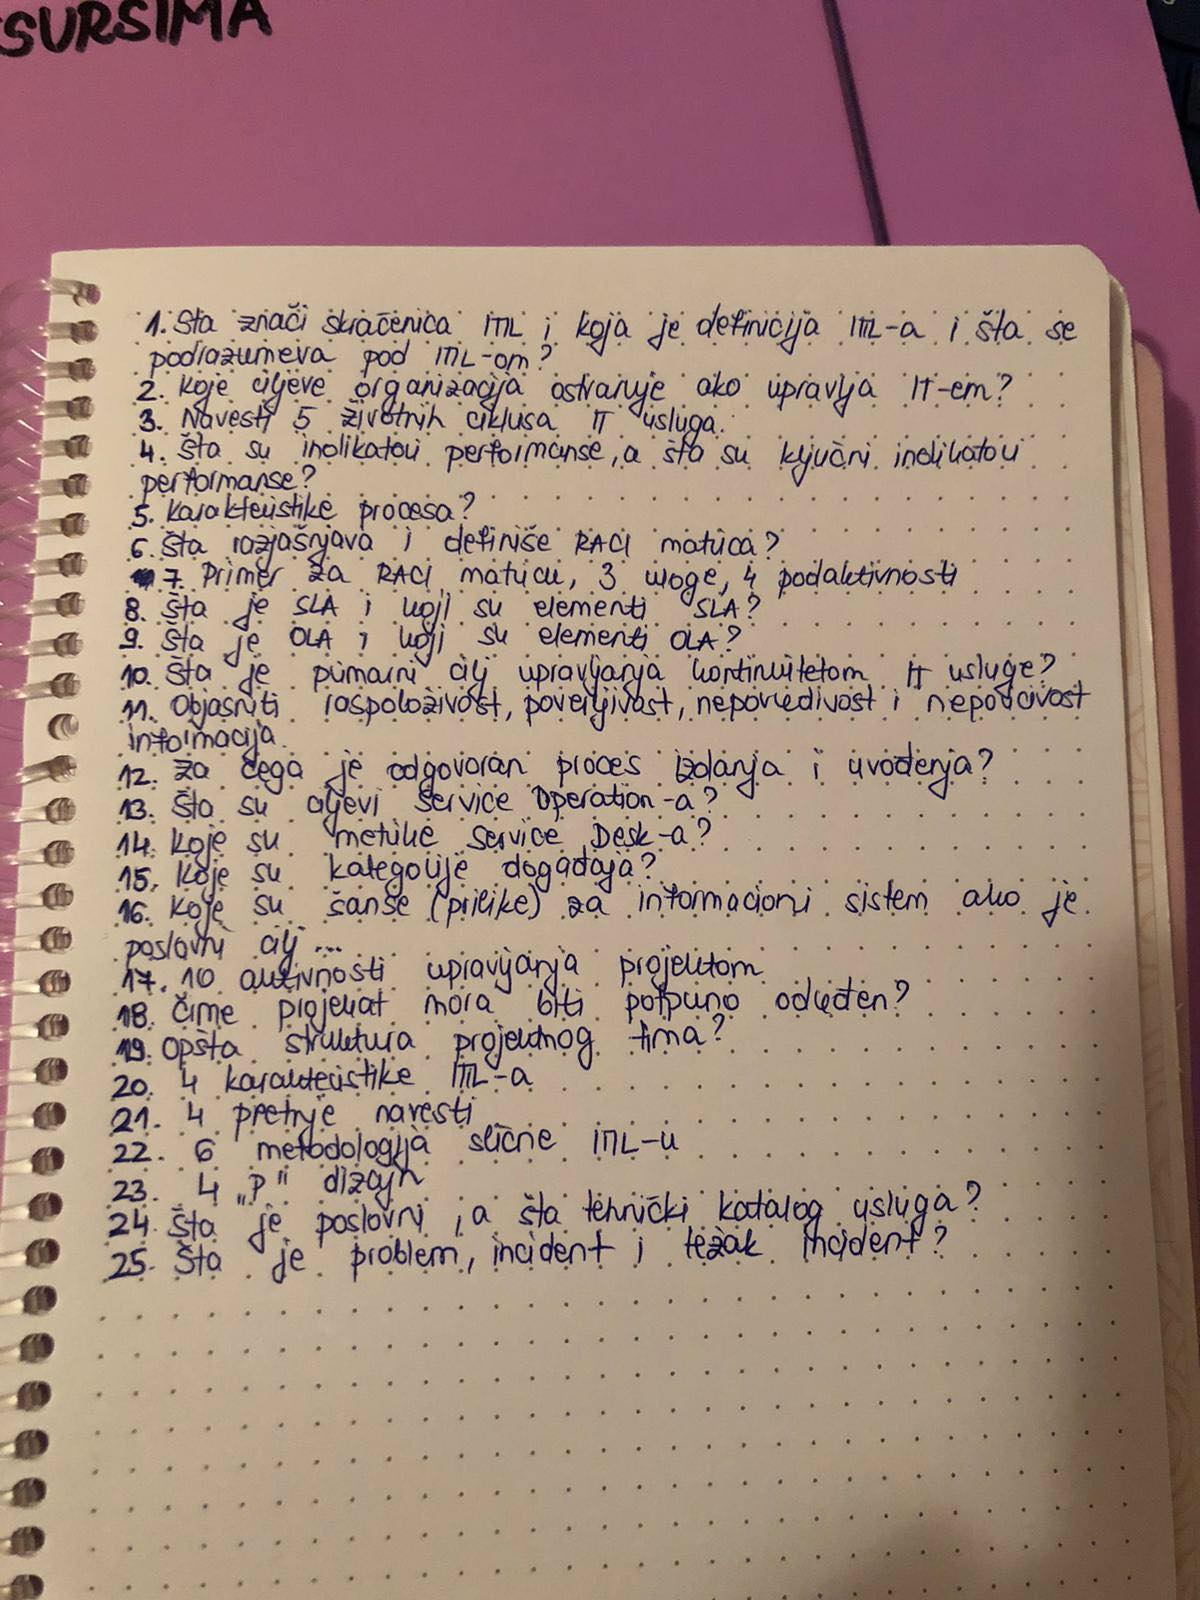 SURSIMA
1. Šta znači skraćenica ITIL i koja je definicija ITIL-a i šta se
podrazumeva pod ITIL-om?
2. Koje ciljeve organizacija ostvaruje ako upravlja IT-em?
3. Navesti 5 životnih ciklusa IT usluga.
4. Šta su indikatori performanse, a šta su ključni indikatori
performanse?
5. Karakteristike procesa?
6. Šta razjašnjava i definiše RACI matrica?
7. Primer za RACI matricu, 3 uloge, 4 podaktivnosti
8. Šta je SLA i koji su elementi SLA?
9. Šta je OLA i koji su elementi OLA?
10. Šta je primarni cilj upravljanja kontinuitetom IT usluge?
11. Objasniti raspoloživost, poverljivost, nepovredivost i neporecivost
informacija.
12. Za čega je odgovoran proces izdanja i uvođenja?
13. Šta su ciljevi Service Operation-a?
14. Koje su metrike Service Desk-a?
15. Koje su kategorije događaja?
16. Koje su šanse (prilike) za informacioni sistem ako je
poslovni cilj ...
17. 10 aktivnosti upravljanja projektom
18. Čime projekat mora biti potpuno određen?
19. Opšta struktura projektnog tima?
20. 4 karakteristike ITIL-a
21. 4 pretnje navesti
22. 6 metodologija slične ITIL-u
23. 4 „P" dizajn
24. Šta je poslovni, a šta tehnički katalog usluga?
25. Šta je problem, incident i težak incident?